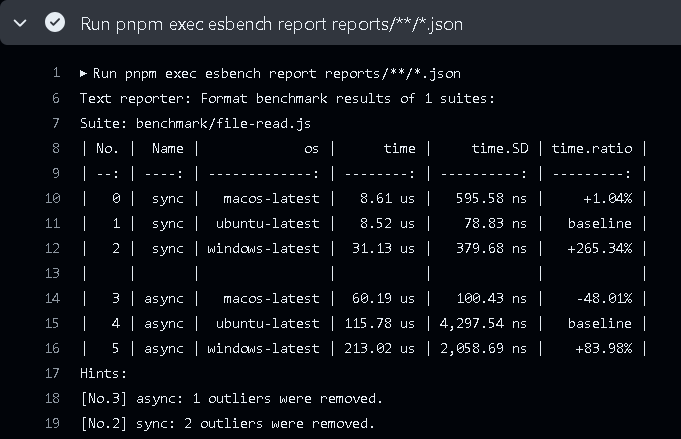 Run pnpm exec esbench report reports/**/*.json
1 ▶ Run pnpm exec esbench report reports/**/*.json
6 Text reporter: Format benchmark results of 1 suites:
7 Suite: benchmark/file-read.js
8 | No. | Name | os | time | time.SD | time.ratio |
9 | --: | ----: | -------------: | --------: | ----------: | ---------: |
10 | 0 | sync | macos-latest | 8.61 us | 595.58 ns | +1.04% |
11 | 1 | sync | ubuntu-latest | 8.52 us | 78.83 ns | baseline |
12 | 2 | sync | windows-latest | 31.13 us | 379.68 ns | +265.34% |
13 | | | | | | |
14 | 3 | async | macos-latest | 60.19 us | 100.43 ns | -48.01% |
15 | 4 | async | ubuntu-latest | 115.78 us | 4,297.54 ns | baseline |
16 | 5 | async | windows-latest | 213.02 us | 2,058.69 ns | +83.98% |
17 Hints:
18 [No.3] async: 1 outliers were removed.
19 [No.2] sync: 2 outliers were removed.